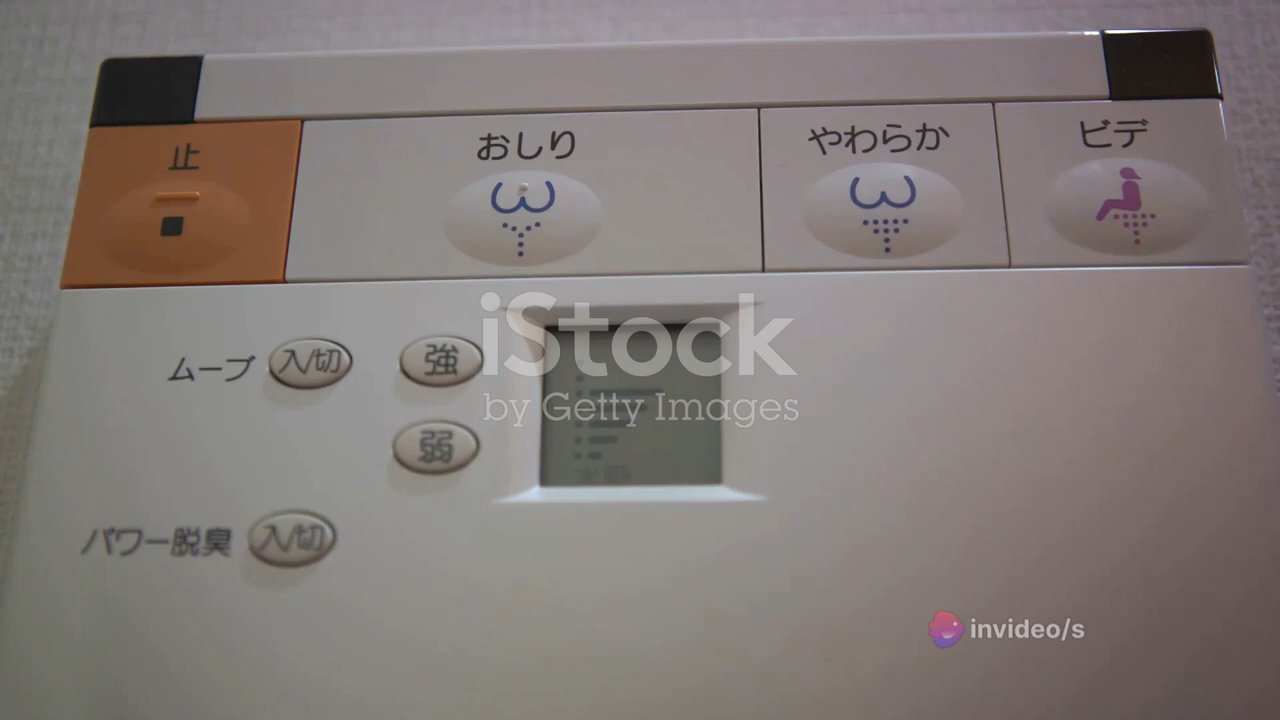 止
おしり
やわらか
ビデ
ムーブ 入/切 強
弱
パワー脱臭 入/切
iStock
by Getty Images
invideo/s